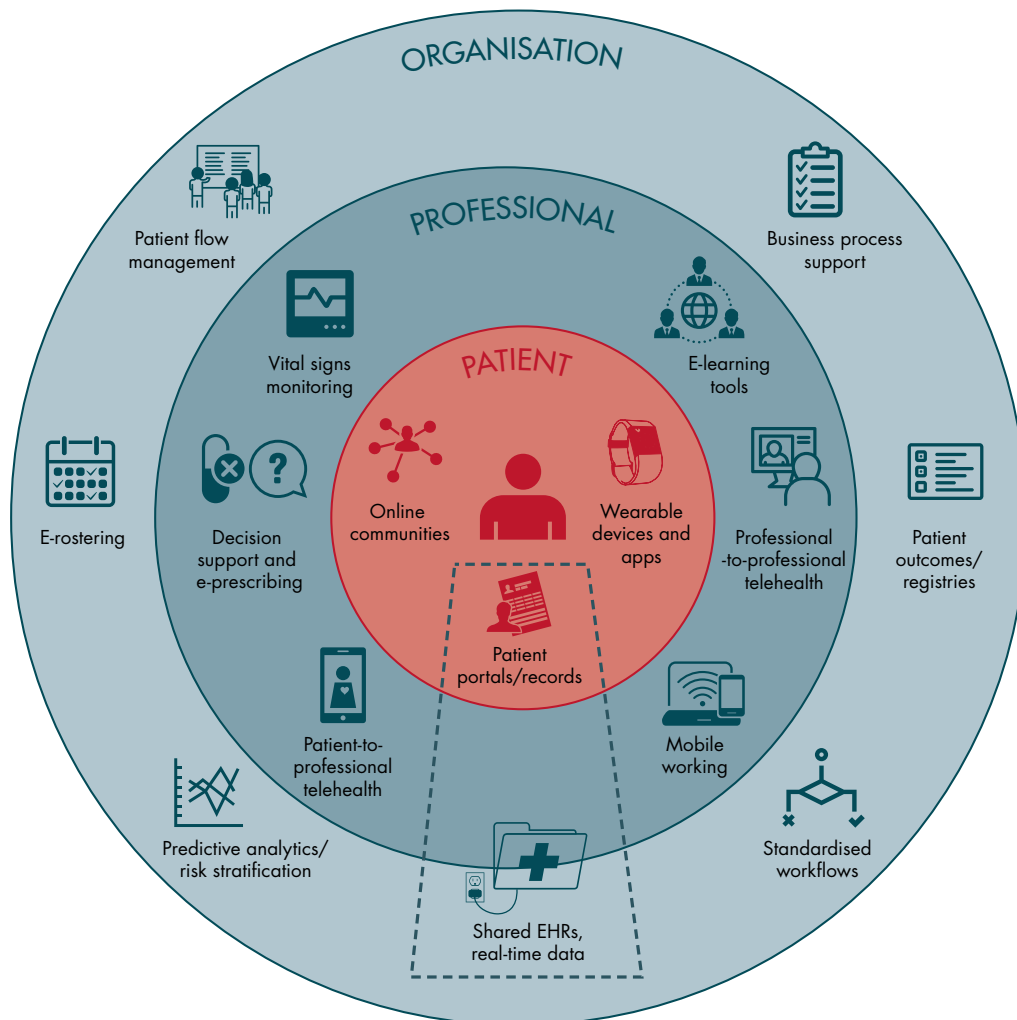 ORGANISATION
Patient flow
management
Business process
support
PROFESSIONAL
Vital signs
monitoring
E-learning
tools
PATIENT
E-rostering
Decision
support and
e-prescribing
?
Online
communities
Wearable
devices and
apps
Professional
-to-professional
telehealth
Patient
outcomes/
registries
Patient
portals/records
Patient-to-
professional
telehealth
Mobile
working
Predictive analytics/
risk stratification
Standardised
workflows
Shared EHRs,
real-time data